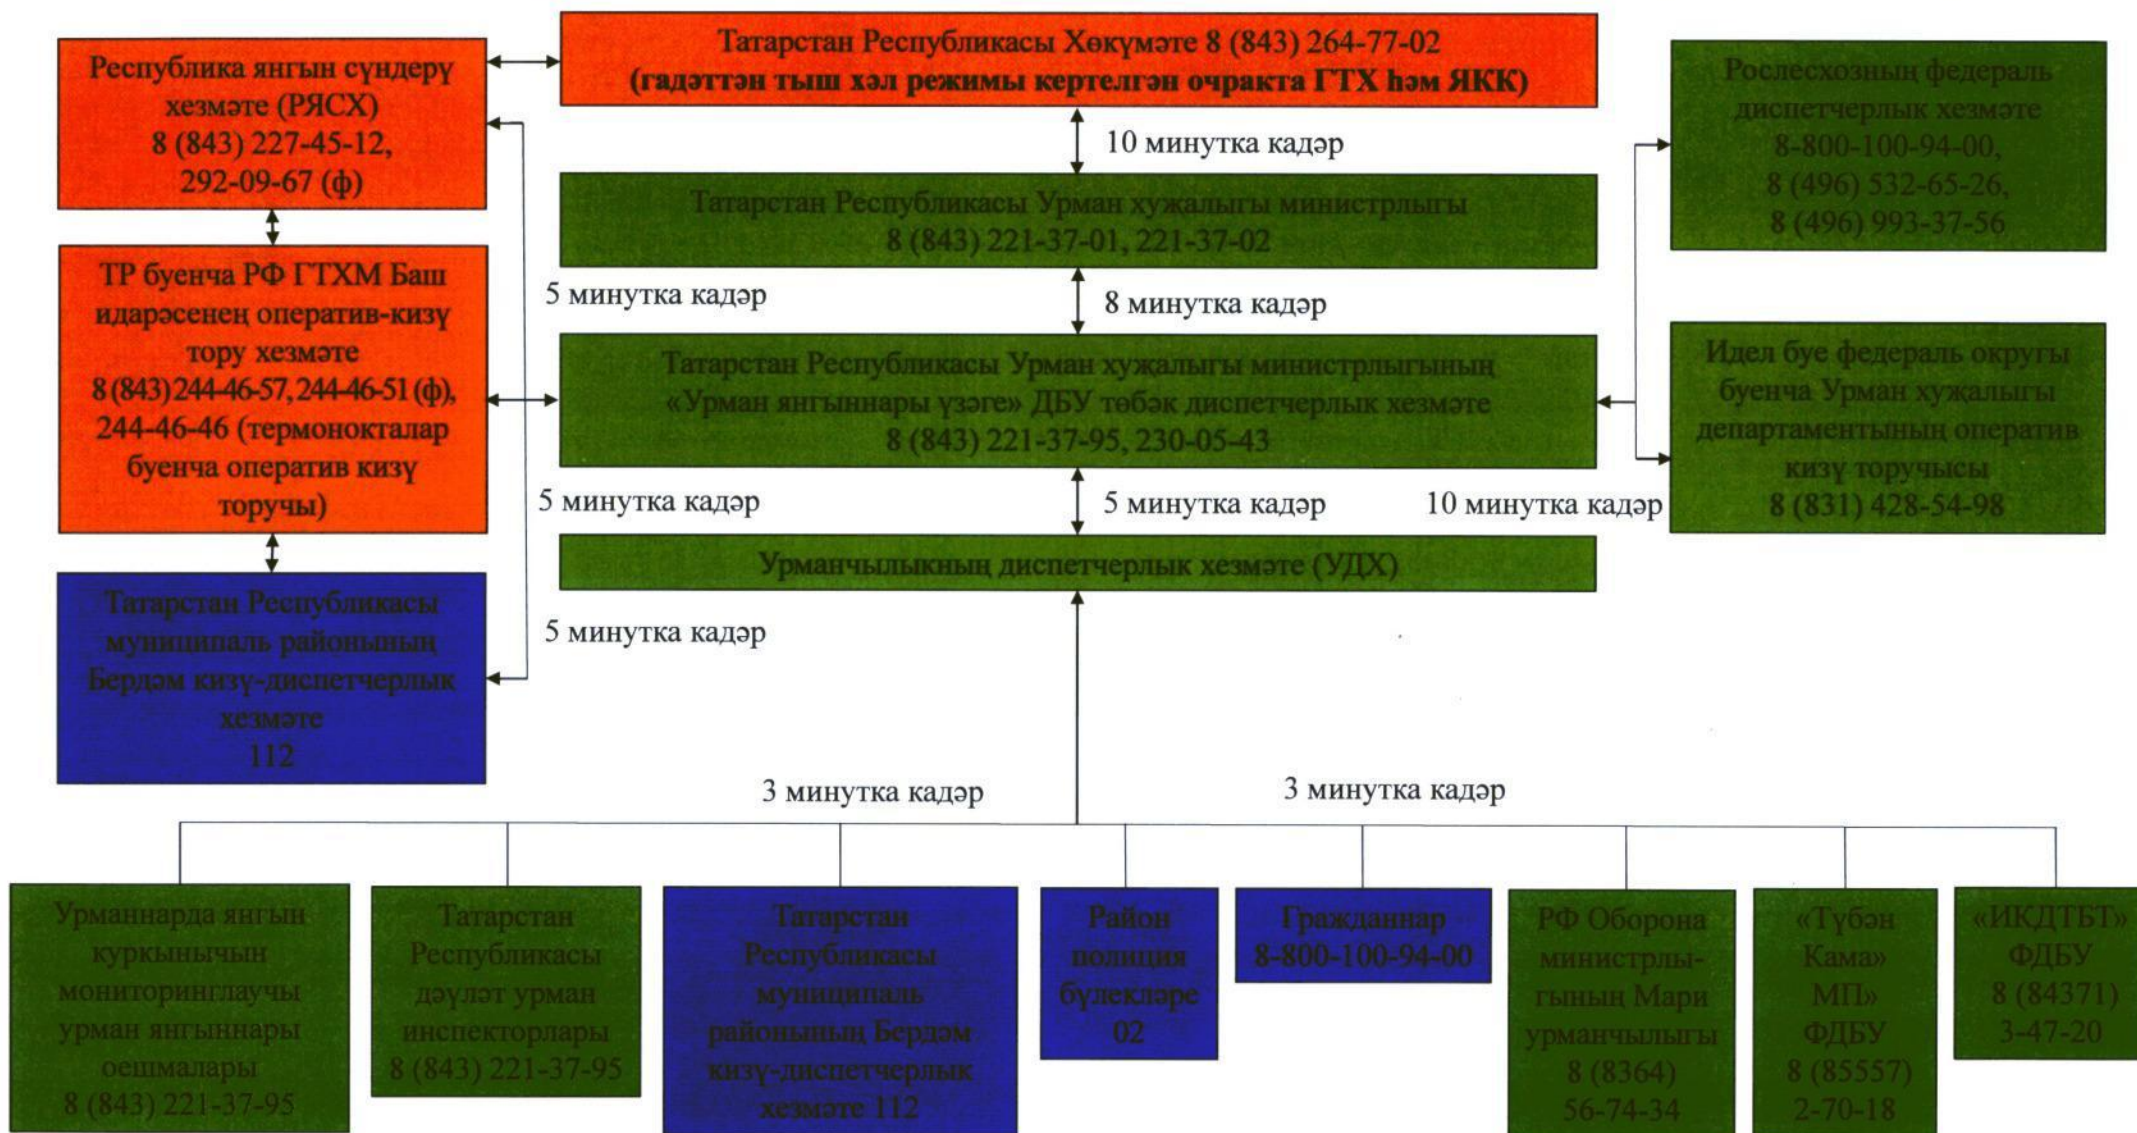 Татарстан Республикасы Хөкүмәте 8 (843) 264-77-02
(гадәттән тыш хәл режимы кертелгән очракта ГТХ һәм ЯКК)
Республика янгын сүндерү
хезмәте (РЯСХ)
8 (843) 227-45-12,
292-09-67 (ф)
Рослесхозның федераль
диспетчерлык хезмәте
8-800-100-94-00,
8 (496) 532-65-26,
8 (496) 993-37-56
10 минутка кадәр
Татарстан Республикасы Урман хуҗалыгы министрлыгы
8 (843) 221-37-01, 221-37-02
ТР буенча РФ ГТХМ Баш
идарәсенең оператив-кизү
тору хезмәте
8 (843) 244-46-57, 244-46-51 (ф),
244-46-46 (термонокталар
буенча оператив кизү
торучы)
5 минутка кадәр
8 минутка кадәр
Татарстан Республикасы Урман хуҗалыгы министрлыгының
«Урман янгыннары үзәге» ДБУ төбәк диспетчерлык хезмәте
8 (843) 221-37-95, 230-05-43
Идел буе федераль округы
буенча Урман хуҗалыгы
департаментының оператив
кизү торучысы
8 (831) 428-54-98
5 минутка кадәр
5 минутка кадәр
10 минутка кадәр
Урманчылыкның диспетчерлык хезмәте (УДХ)
Татарстан Республикасы
муниципаль районының
Бердәм кизү-диспетчерлык
хезмәте
112
5 минутка кадәр
3 минутка кадәр
3 минутка кадәр
Урманнарда янгын
куркынычын
мониторинглаучы
урман янгыннары
оешмалары
8 (843) 221-37-95
Татарстан
Республикасы
дәүләт урман
инспекторлары
8 (843) 221-37-95
Татарстан
Республикасы
муниципаль
районының Бердәм
кизү-диспетчерлык
хезмәте 112
Район
полиция
бүлекләре
02
Гражданнар
8-800-100-94-00
РФ Оборона
министрлы-
гының Мари
урманчылыгы
8 (8364)
56-74-34
«Түбән
Кама»
МП»
ФДБУ
8 (85557)
2-70-18
«ИКДТБТ»
ФДБУ
8 (84371)
3-47-20